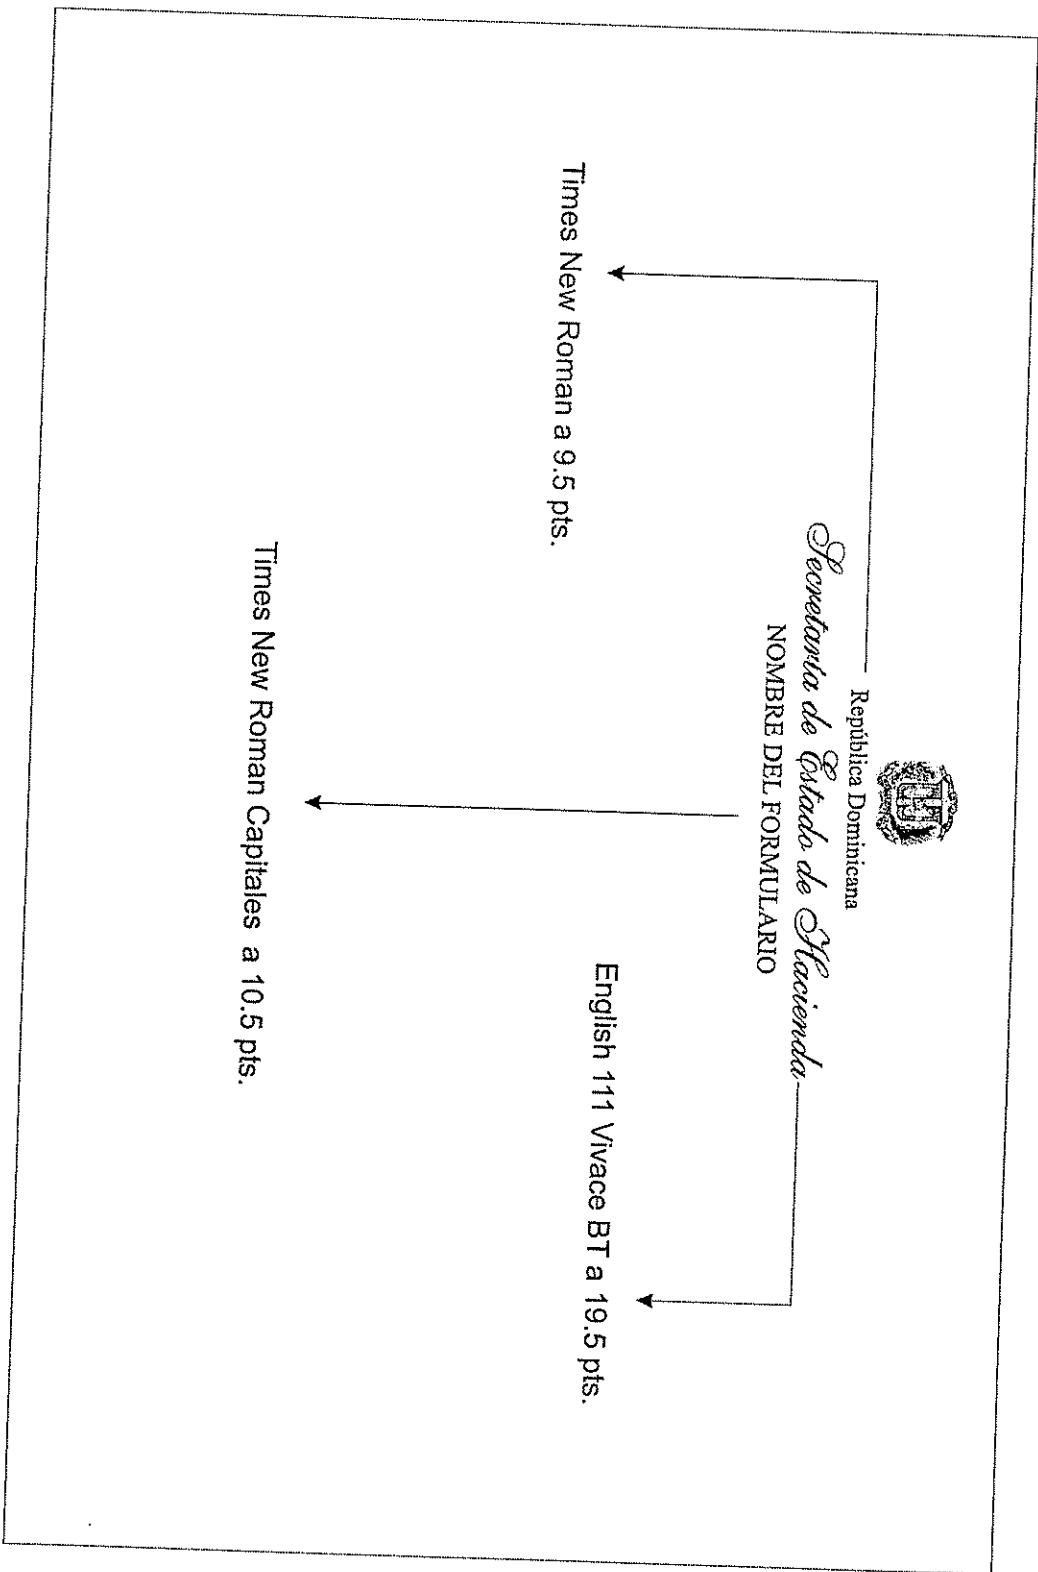 República Dominicana
Secretaría de Estado de Hacienda
NOMBRE DEL FORMULARIO
Times New Roman a 9.5 pts.
English 111 Vivace BT a 19.5 pts.
Times New Roman Capitales a 10.5 pts.